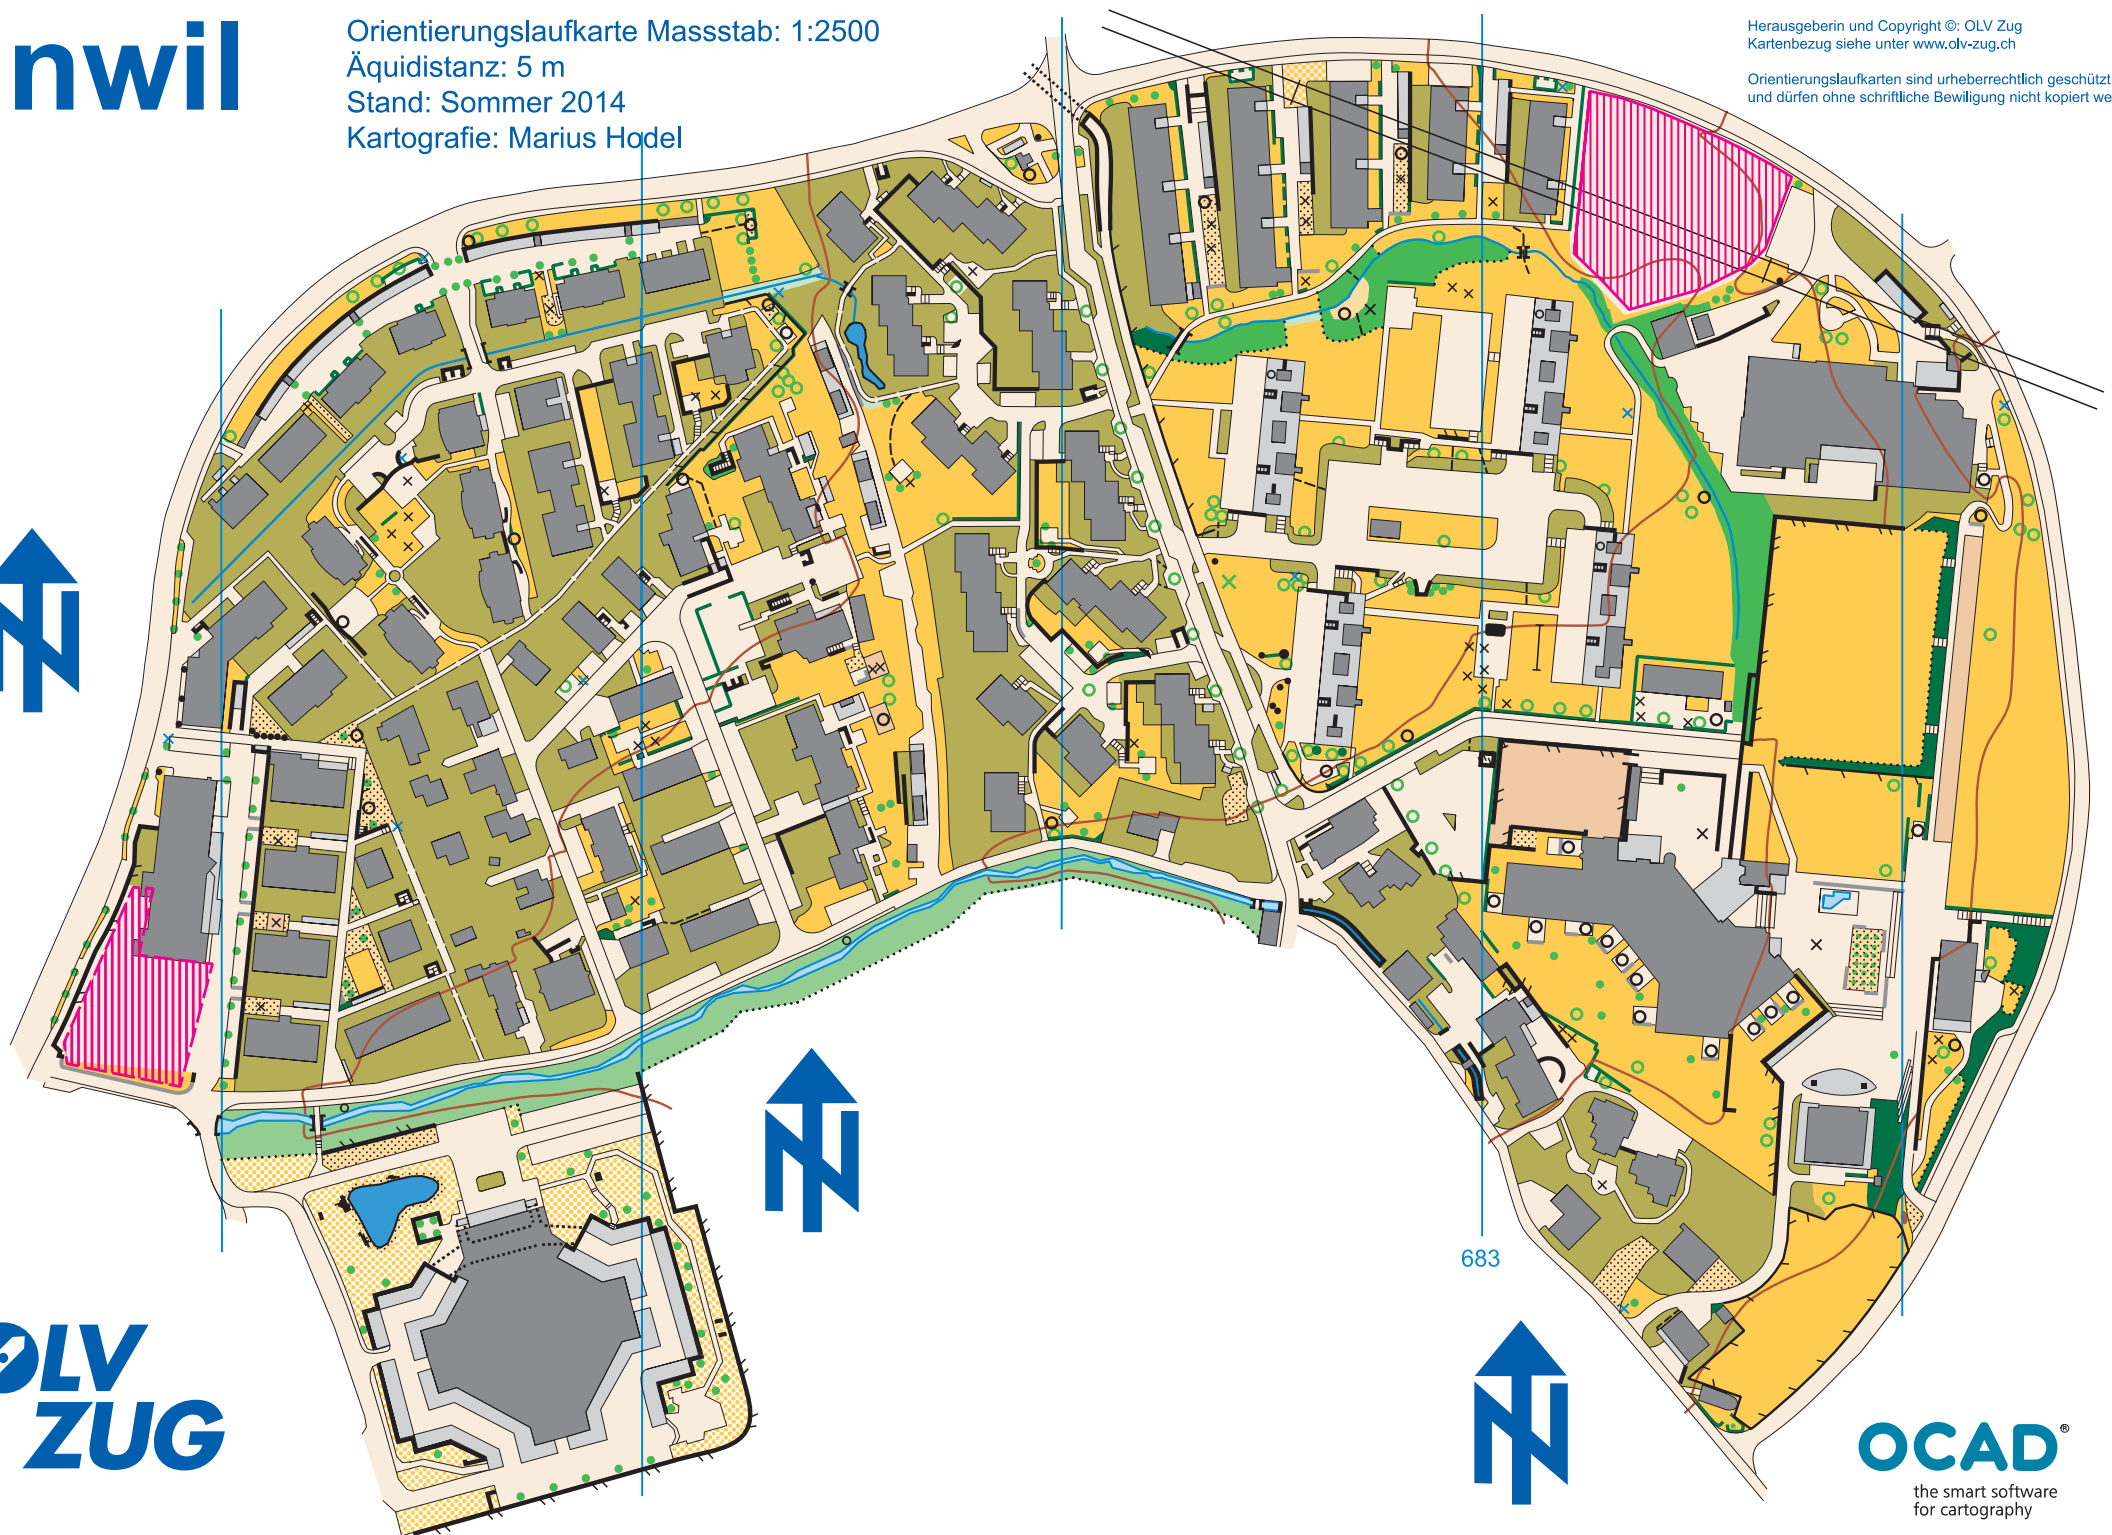 nwil
Orientierungslaufkarte Massstab: 1:2500
Äquidistanz: 5 m
Stand: Sommer 2014
Kartografie: Marius Hodel
Herausgeberin und Copyright ©: OLV Zug
Kartenbezug siehe unter www.olv-zug.ch
Orientierungslaufkarten sind urheberrechtlich geschützt
und dürfen ohne schriftliche Bewiligung nicht kopiert we
N
N
N
683
OLV
ZUG
OCAD®
the smart software
for cartography